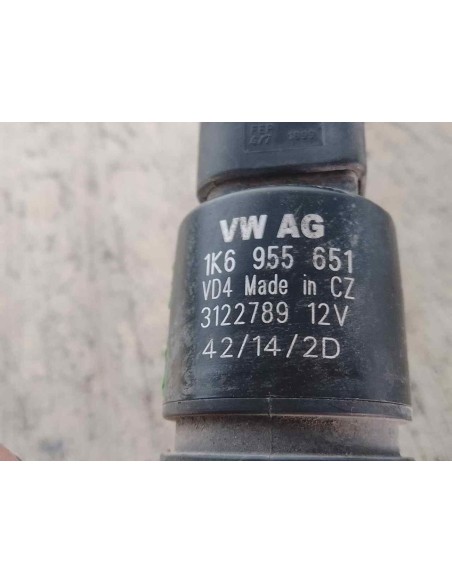 VW AG
1K6 955 651
VD4 Made in CZ
3122789 12V
42/14/2D